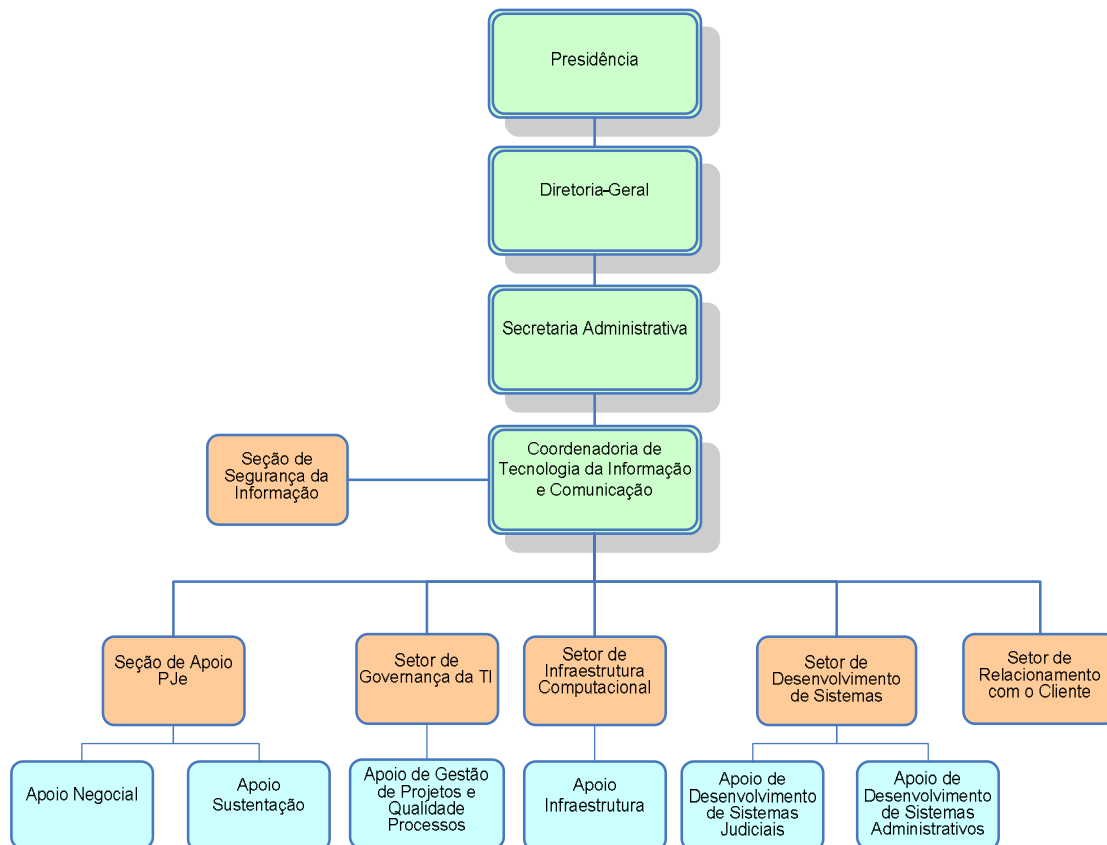 Presidência
Diretoria-Geral
Secretaria Administrativa
Coordenadoria de
Tecnologia da Informação
e Comunicação
Seção de
Segurança da
Informação
Seção de Apoio
PJe
Setor de
Governança da TI
Setor de
Infraestrutura
Computacional
Setor de
Desenvolvimento
de Sistemas
Setor de
Relacionamento
com o Cliente
Apoio Negocial
Apoio
Sustentação
Apoio de Gestão
de Projetos e
Qualidade
Processos
Apoio
Infraestrutura
Apoio de
Desenvolvimento
de Sistemas
Judiciais
Apoio de
Desenvolvimento
de Sistemas
Administrativos